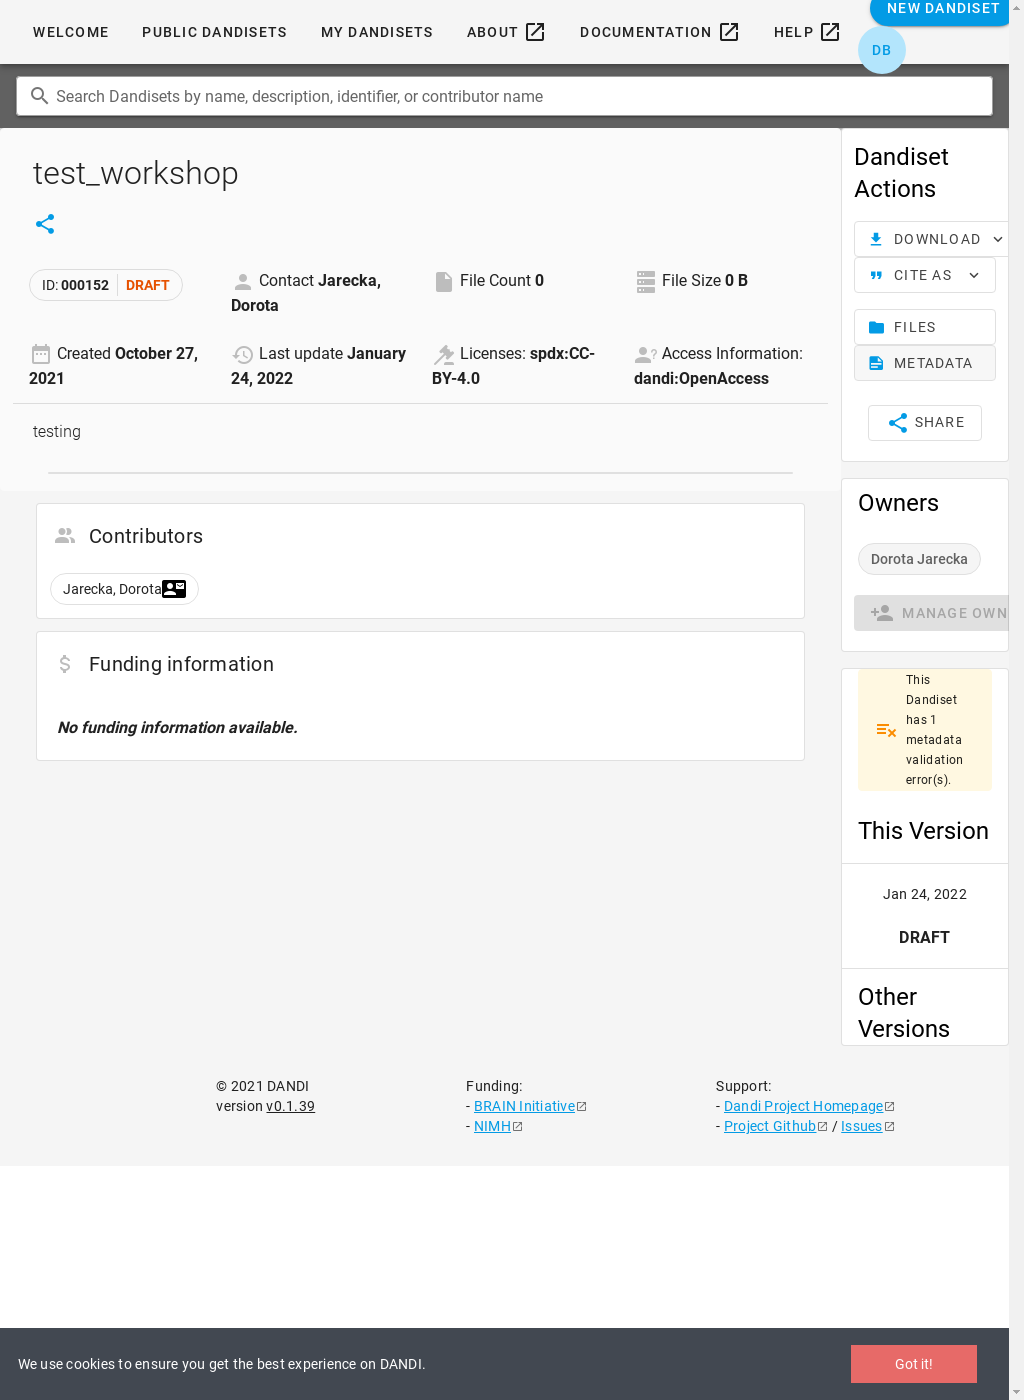 WELCOME
PUBLIC DANDISETS
MY DANDISETS
ABOUT
DOCUMENTATION
HELP
NEW DANDISET
DB
Search Dandisets by name, description, identifier, or contributor name
test_workshop
ID: 000152
DRAFT
Contact Jarecka,
Dorota
File Count 0
File Size 0 B
Created October 27,
2021
Last update January
24, 2022
Licenses: spdx:CC-
BY-4.0
Access Information:
dandi:OpenAccess
testing
Contributors
Jarecka, Dorota
Funding information
No funding information available.
Dandiset
Actions
DOWNLOAD
CITE AS
FILES
METADATA
SHARE
Owners
Dorota Jarecka
MANAGE OWN
This
Dandiset
has 1
metadata
validation
error(s).
This Version
Jan 24, 2022
DRAFT
Other
Versions
© 2021 DANDI
version v0.1.39
Funding:
- BRAIN Initiative
- NIMH
Support:
- Dandi Project Homepage
- Project Github / Issues
We use cookies to ensure you get the best experience on DANDI.
Got it!